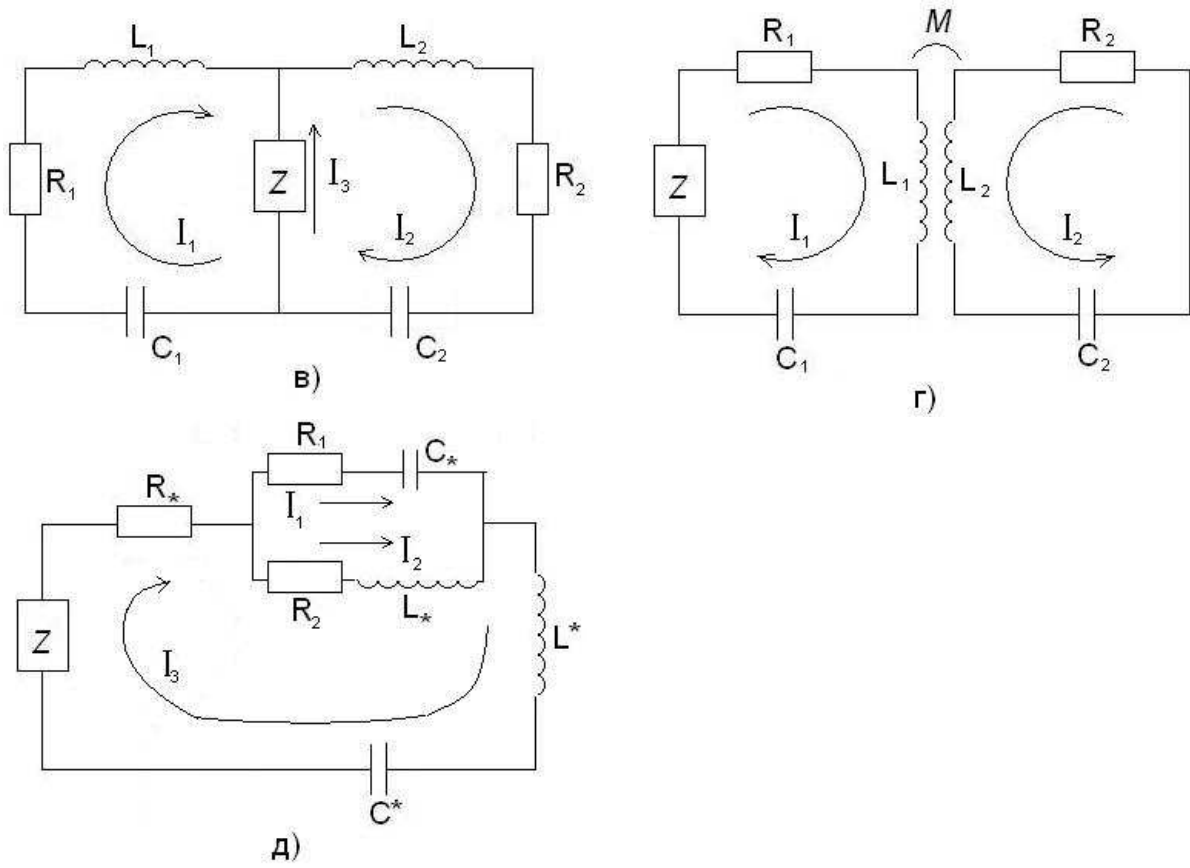 L₁ L₂
R₁ Z I₃ R₂
I₁ I₂
C₁ C₂
в)
M
R₁ R₂
Z L₁ L₂
I₁ I₂
C₁ C₂
г)
R₁ C*
R* I₁
I₂
R₂ L*
Z I₃ L*
C*
д)